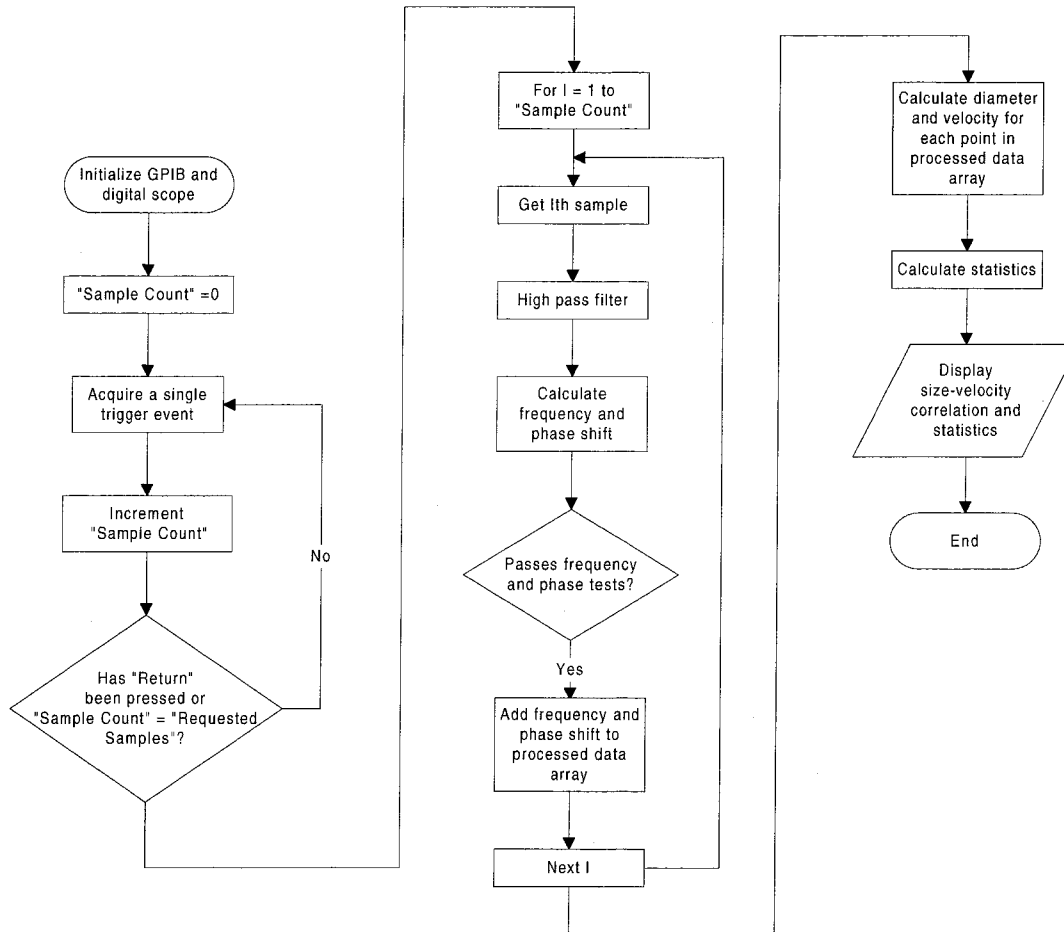 Initialize GPIB and
digital scope
"Sample Count" =0
Acquire a single
trigger event
Increment
"Sample Count"
No
Has "Return"
been pressed or
"Sample Count" = "Requested
Samples"?
For I = 1 to
"Sample Count"
Get Ith sample
High pass filter
Calculate
frequency and
phase shift
Passes frequency
and phase tests?
Yes
Add frequency and
phase shift to
processed data
array
Next I
Calculate diameter
and velocity for
each point in
processed data
array
Calculate statistics
Display
size-velocity
correlation and
statistics
End